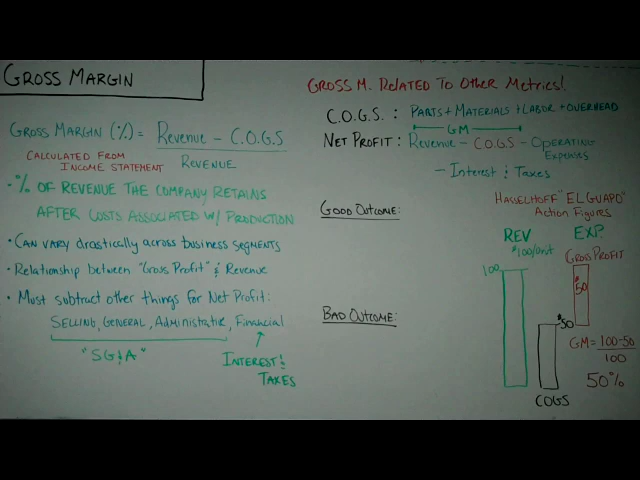 GROSS MARGIN
GROSS MARGIN (%) = REVENUE - C.O.G.S
REVENUE
CALCULATED FROM
INCOME STATEMENT
• % OF REVENUE THE COMPANY RETAINS
AFTER COSTS ASSOCIATED W/ PRODUCTION
• CAN VARY drastically across business SEGMENTS
• Relationship between "Gross Profit" & Revenue
• Must subtract other things for Net Profit:
SELLING, GENERAL, Administrative, Financial
"SG&A"
INTEREST &
TAXES
GROSS M. RELATED TO OTHER METRICS!
C.O.G.S. : PARTS + MATERIALS + LABOR + OVERHEAD
GM
NET PROFIT: Revenue - C.O.G.S - OPERATING
Expenses
- Interest & Taxes
GOOD OUTCOME:
BAD OUTCOME:
HASSELHOFF "EL GUAPO"
Action Figures
REV EXP
$100/unit
GROSS PROFIT
100
$50
$50
GM = 100-50
100
50%
COGS